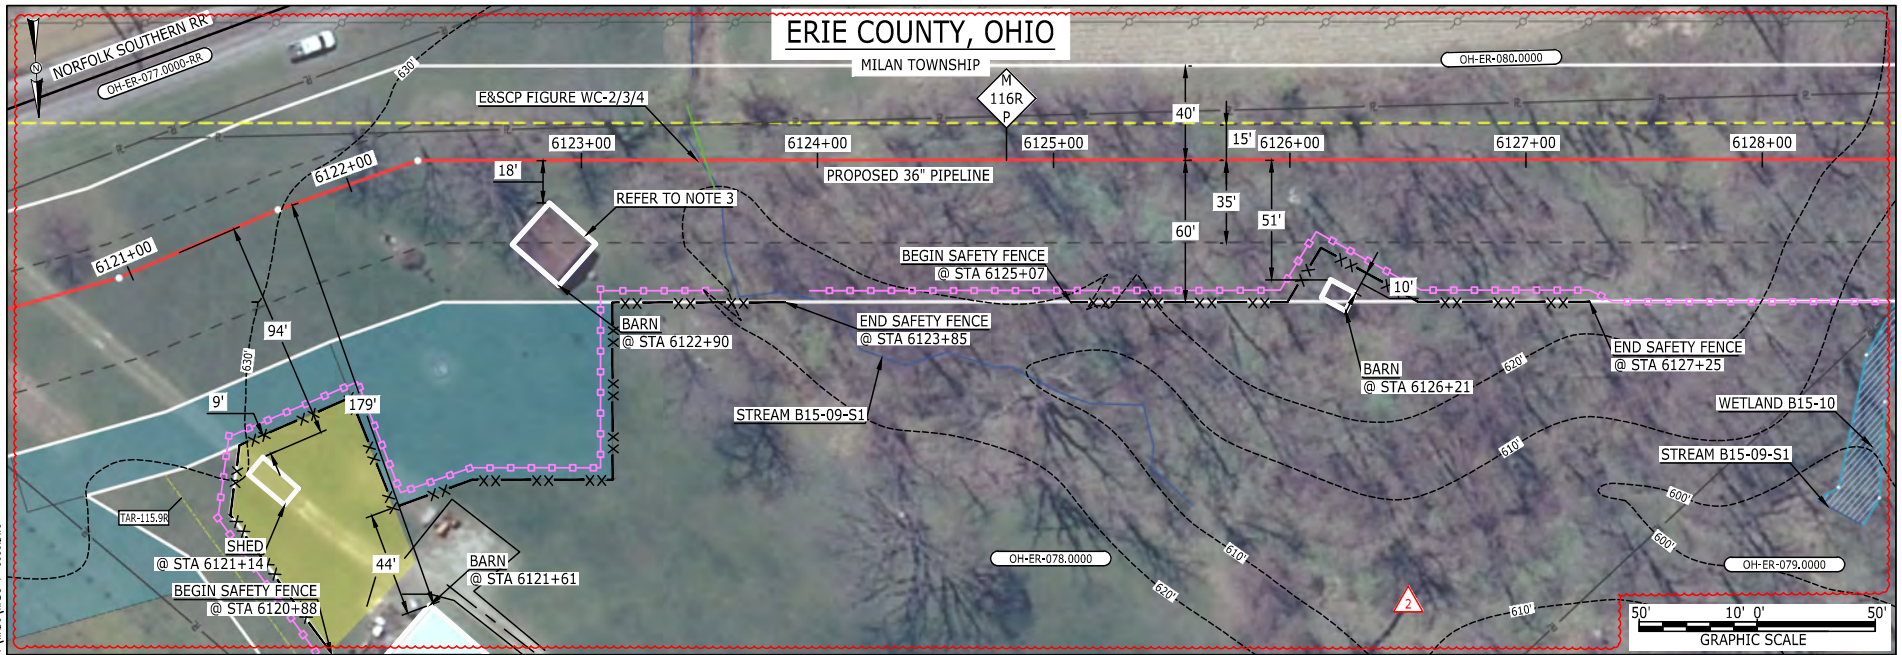 ERIE COUNTY, OHIO
MILAN TOWNSHIP
N
NORFOLK SOUTHERN RR
OH-ER-077.0000-RR
630'
E&SCP FIGURE WC-2/3/4
M
116R
P
OH-ER-080.0000
40'
15'
6121+00
6122+00
6123+00
6124+00
6125+00
6126+00
6127+00
6128+00
18'
PROPOSED 36" PIPELINE
REFER TO NOTE 3
35'
51'
60'
BEGIN SAFETY FENCE
@ STA 6125+07
10'
94'
630'
BARN
@ STA 6122+90
END SAFETY FENCE
@ STA 6123+85
END SAFETY FENCE
@ STA 6127+25
620'
BARN
@ STA 6126+21
9'
179'
STREAM B15-09-S1
WETLAND B15-10
610'
STREAM B15-09-S1
600'
TAR-115.9R
SHED
@ STA 6121+14
44'
BARN
@ STA 6121+61
OH-ER-078.0000
610'
600'
OH-ER-079.0000
BEGIN SAFETY FENCE
@ STA 6120+88
620'
2
610'
50' 10' 0' 50'
GRAPHIC SCALE